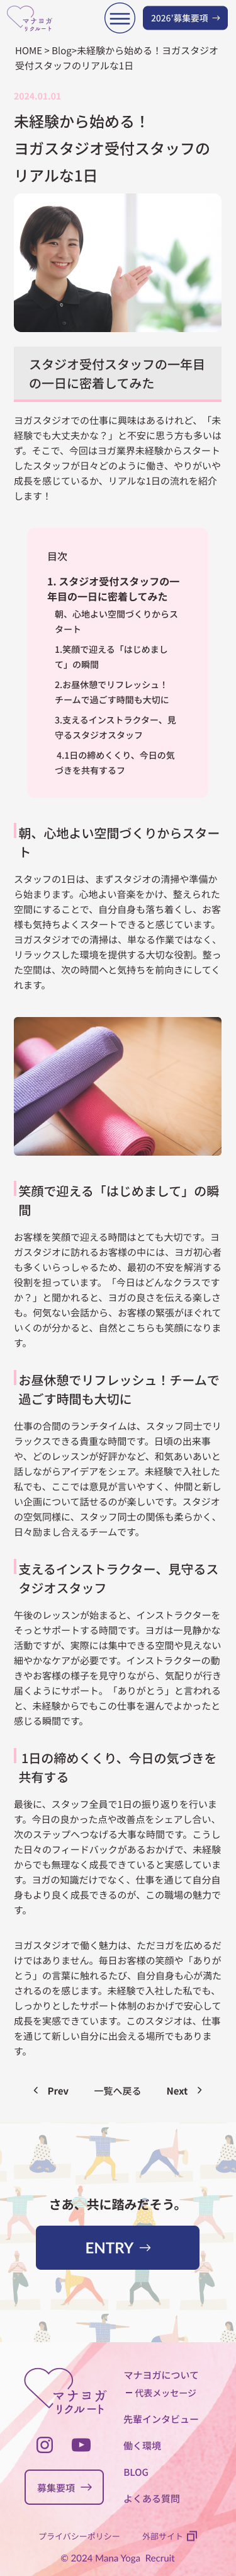 マナヨガ
リクルート
2026'募集要項 →
HOME > Blog>未経験から始める！ヨガスタジオ
受付スタッフのリアルな1日
2024.01.01
未経験から始める！
ヨガスタジオ受付スタッフの
リアルな1日
スタジオ受付スタッフの一年目
の一日に密着してみた
ヨガスタジオでの仕事に興味はあるけれど、「未
経験でも大丈夫かな？」と不安に思う方も多いは
ず。そこで、今回はヨガ業界未経験からスタート
したスタッフが日々どのように働き、やりがいや
成長を感じているか、リアルな1日の流れを紹介
します！
目次
1. スタジオ受付スタッフの一
年目の一日に密着してみた
朝、心地よい空間づくりからス
タート
1.笑顔で迎える「はじめまし
て」の瞬間
2.お昼休憩でリフレッシュ！
チームで過ごす時間も大切に
3.支えるインストラクター、見
守るスタジオスタッフ
4.1日の締めくくり、今日の気
づきを共有するフ
朝、心地よい空間づくりからスター
ト
スタッフの1日は、まずスタジオの清掃や準備か
ら始まります。心地よい音楽をかけ、整えられた
空間にすることで、自分自身も落ち着くし、お客
様も気持ちよくスタートできると感じています。
ヨガスタジオでの清掃は、単なる作業ではなく、
リラックスした環境を提供する大切な役割。整っ
た空間は、次の時間へと気持ちを前向きにしてく
れます。
笑顔で迎える「はじめまして」の瞬
間
お客様を笑顔で迎える時間はとても大切です。ヨ
ガスタジオに訪れるお客様の中には、ヨガ初心者
も多くいらっしゃるため、最初の不安を解消する
役割を担っています。「今日はどんなクラスです
か？」と聞かれると、ヨガの良さを伝える楽しさ
も。何気ない会話から、お客様の緊張がほぐれて
いくのが分かると、自然とこちらも笑顔になりま
す。
お昼休憩でリフレッシュ！チームで
過ごす時間も大切に
仕事の合間のランチタイムは、スタッフ同士でリ
ラックスできる貴重な時間です。日頃の出来事
や、どのレッスンが好評かなど、和気あいあいと
話しながらアイデアをシェア。未経験で入社した
私でも、ここでは意見が言いやすく、仲間と新し
い企画について話せるのが楽しいです。スタジオ
の空気同様に、スタッフ同士の関係も柔らかく、
日々励まし合えるチームです。
支えるインストラクター、見守るス
タジオスタッフ
午後のレッスンが始まると、インストラクターを
そっとサポートする時間です。ヨガは一見静かな
活動ですが、実際には集中できる空間や見えない
細やかなケアが必要です。インストラクターの動
きやお客様の様子を見守りながら、気配りが行き
届くようにサポート。「ありがとう」と言われる
と、未経験からでもこの仕事を選んでよかったと
感じる瞬間です。
1日の締めくくり、今日の気づきを
共有する
最後に、スタッフ全員で1日の振り返りを行いま
す。今日の良かった点や改善点をシェアし合い、
次のステップへつなげる大事な時間です。こうし
た日々のフィードバックがあるおかげで、未経験
からでも無理なく成長できていると実感していま
す。ヨガの知識だけでなく、仕事を通じて自分自
身もより良く成長できるのが、この職場の魅力で
す。
ヨガスタジオで働く魅力は、ただヨガを広めるだ
けではありません。毎日お客様の笑顔や「ありが
とう」の言葉に触れるたび、自分自身も心が満た
されるのを感じます。未経験で入社した私でも、
しっかりとしたサポート体制のおかげで安心して
成長を実感できています。このスタジオは、仕事
を通じて新しい自分に出会える場所でもありま
す。
Prev 一覧へ戻る Next
さあ、共に踏みだそう。
ENTRY →
マナヨガ
リクルート
マナヨガについて
ー 代表メッセージ
先輩インタビュー
働く環境
BLOG
よくある質問
募集要項 →
プライバシーポリシー 外部サイト
© 2024 Mana Yoga Recruit